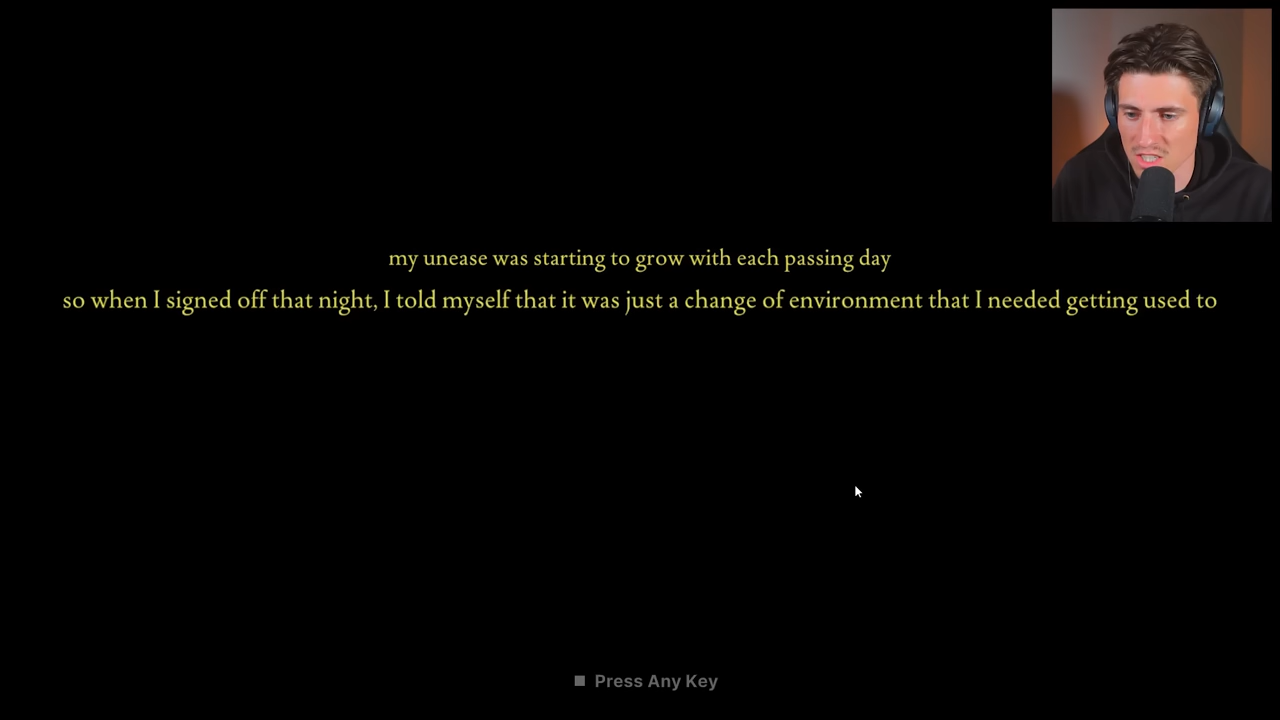 my unease was starting to grow with each passing day
so when I signed off that night, I told myself that it was just a change of environment that I needed getting used to
Press Any Key